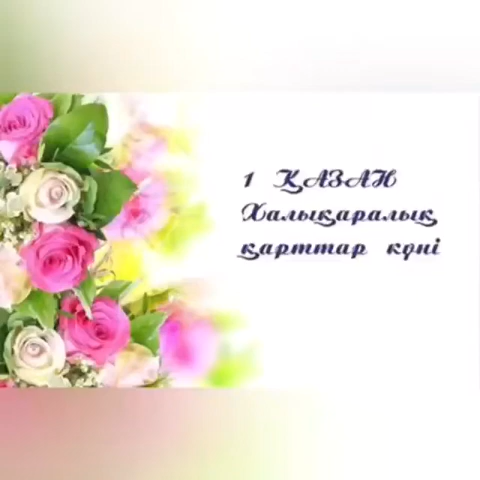 1 ҚАЗАН
Халықаралық
қарттар күні